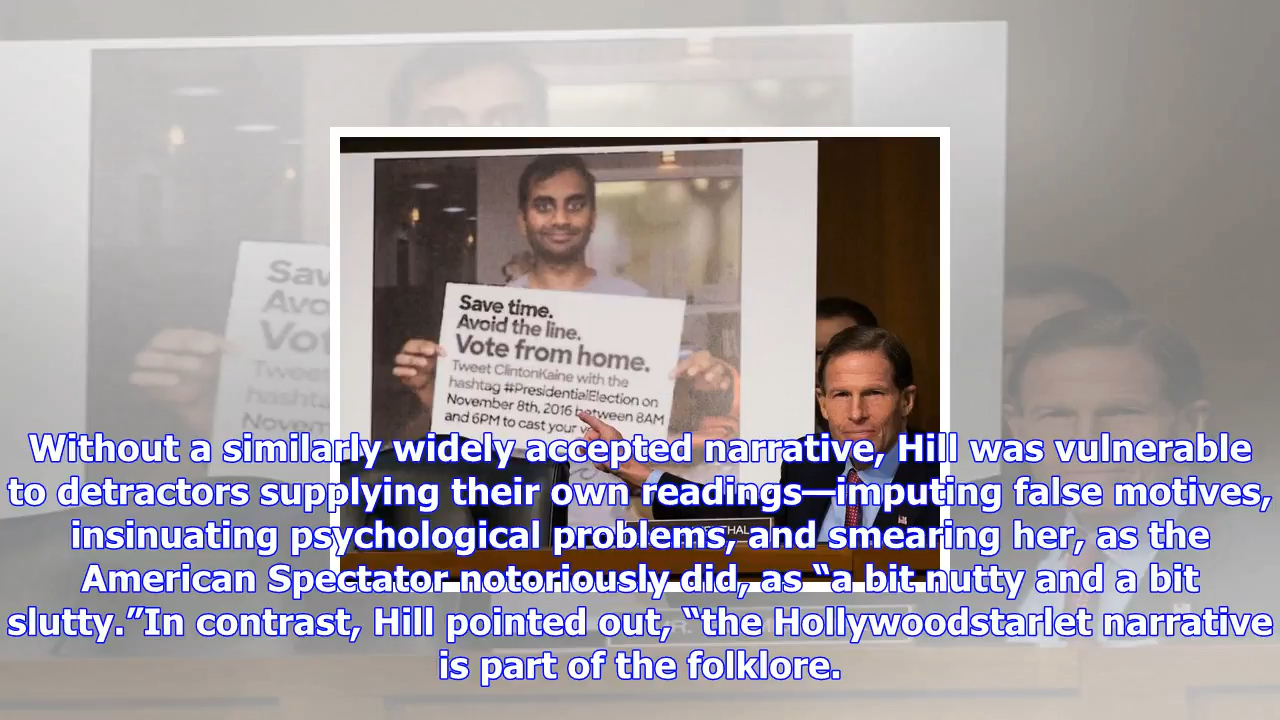 Save time.
Avoid the line.
Vote from home.
Tweet ClintonKaine with the
hashtag #PresidentialElection on
November 8th, 2016 between 8AM
and 6PM to cast your
Without a similarly widely accepted narrative, Hill was vulnerable
to detractors supplying their own readings—imputing false motives,
insinuating psychological problems, and smearing her, as the
American Spectator notoriously did, as “a bit nutty and a bit
slutty.”In contrast, Hill pointed out, “the Hollywoodstarlet narrative
is part of the folklore.